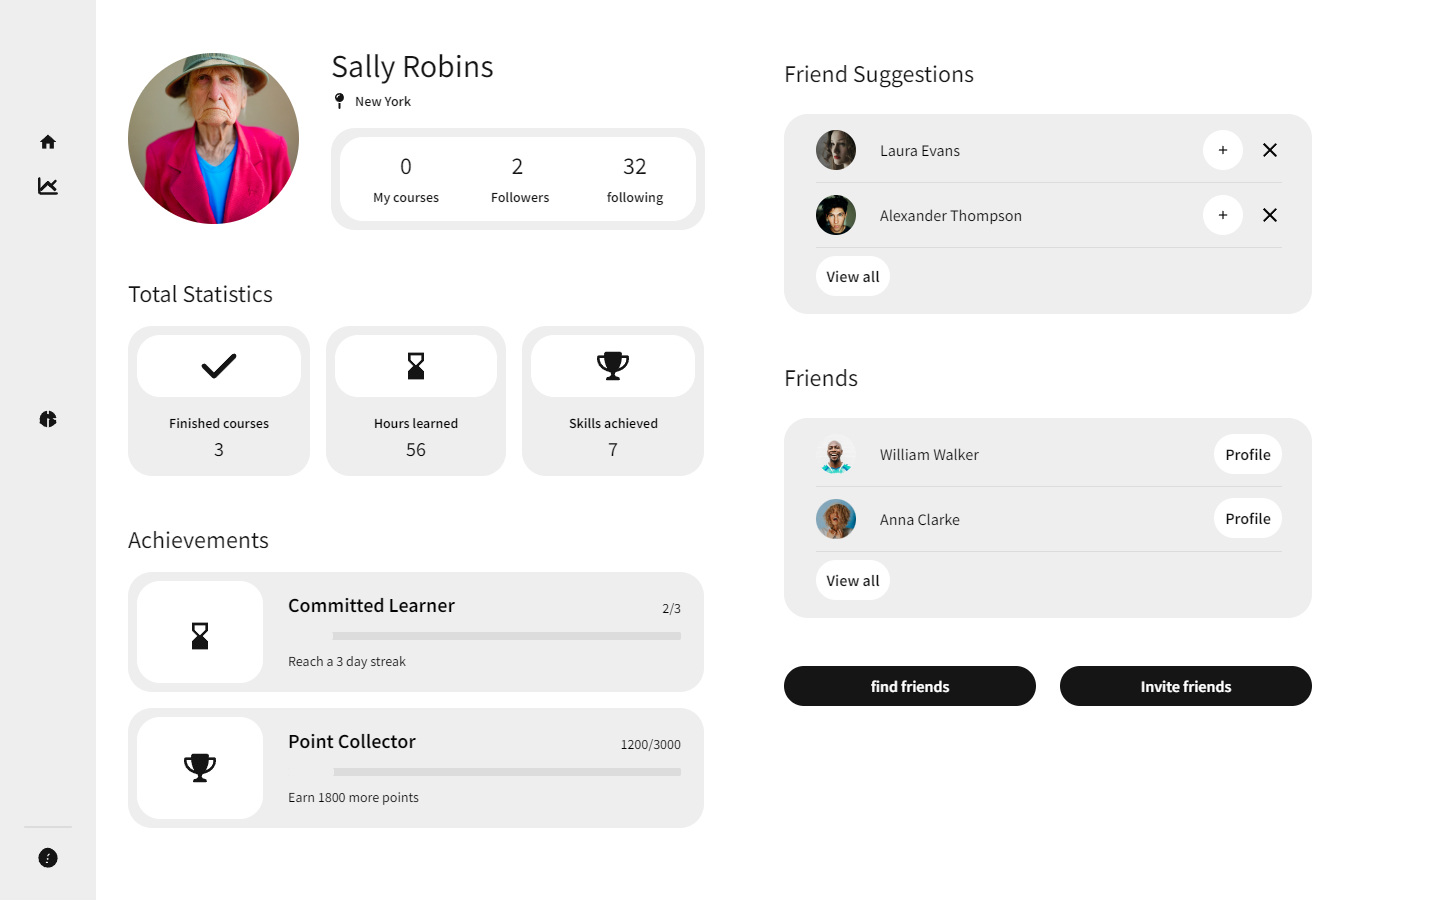 Sally Robins
New York
0
My courses
2
Followers
32
following
Total Statistics
Finished courses
3
Hours learned
56
Skills achieved
7
Achievements
Committed Learner
2/3
Reach a 3 day streak
Point Collector
1200/3000
Earn 1800 more points
Friend Suggestions
Laura Evans
+
Alexander Thompson
+
View all
Friends
William Walker
Profile
Anna Clarke
Profile
View all
find friends
Invite friends